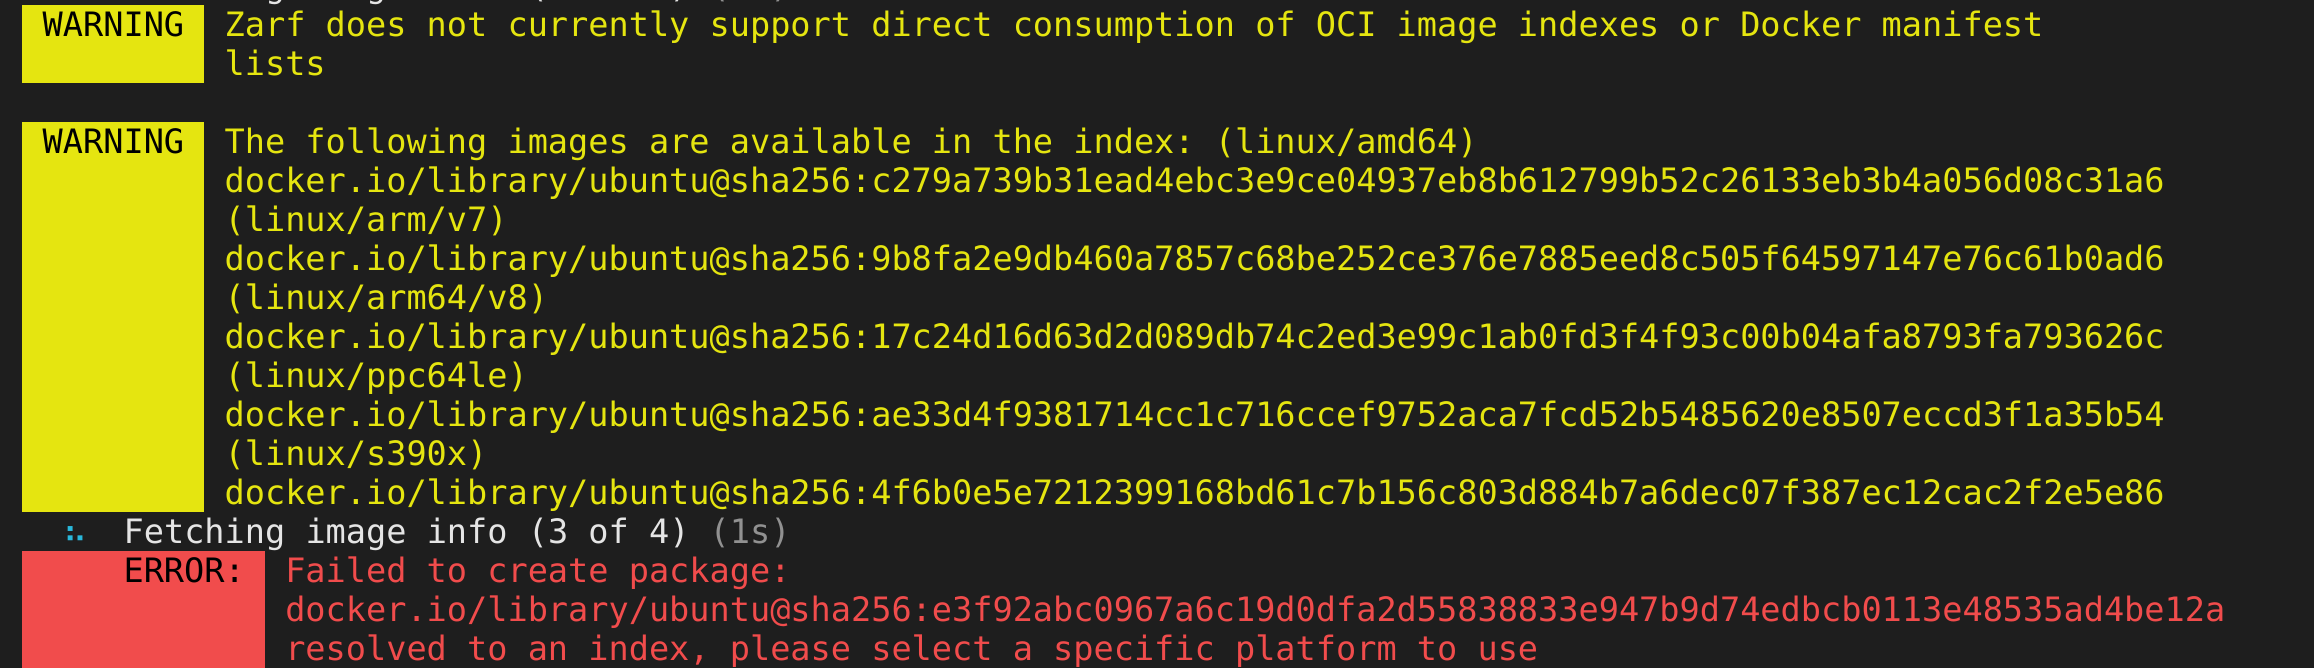 WARNING Zarf does not currently support direct consumption of OCI image indexes or Docker manifest
lists
WARNING The following images are available in the index: (linux/amd64)
docker.io/library/ubuntu@sha256:c279a739b31ead4ebc3e9ce04937eb8b612799b52c26133eb3b4a056d08c31a6
(linux/arm/v7)
docker.io/library/ubuntu@sha256:9b8fa2e9db460a7857c68be252ce376e7885eed8c505f64597147e76c61b0ad6
(linux/arm64/v8)
docker.io/library/ubuntu@sha256:17c24d16d63d2d089db74c2ed3e99c1ab0fd3f4f93c00b04afa8793fa793626c
(linux/ppc64le)
docker.io/library/ubuntu@sha256:ae33d4f9381714cc1c716ccef9752aca7fcd52b5485620e8507eccd3f1a35b54
(linux/s390x)
docker.io/library/ubuntu@sha256:4f6b0e5e7212399168bd61c7b156c803d884b7a6dec07f387ec12cac2f2e5e86
Fetching image info (3 of 4) (1s)
ERROR: Failed to create package:
docker.io/library/ubuntu@sha256:e3f92abc0967a6c19d0dfa2d55838833e947b9d74edbcb0113e48535ad4be12a
resolved to an index, please select a specific platform to use